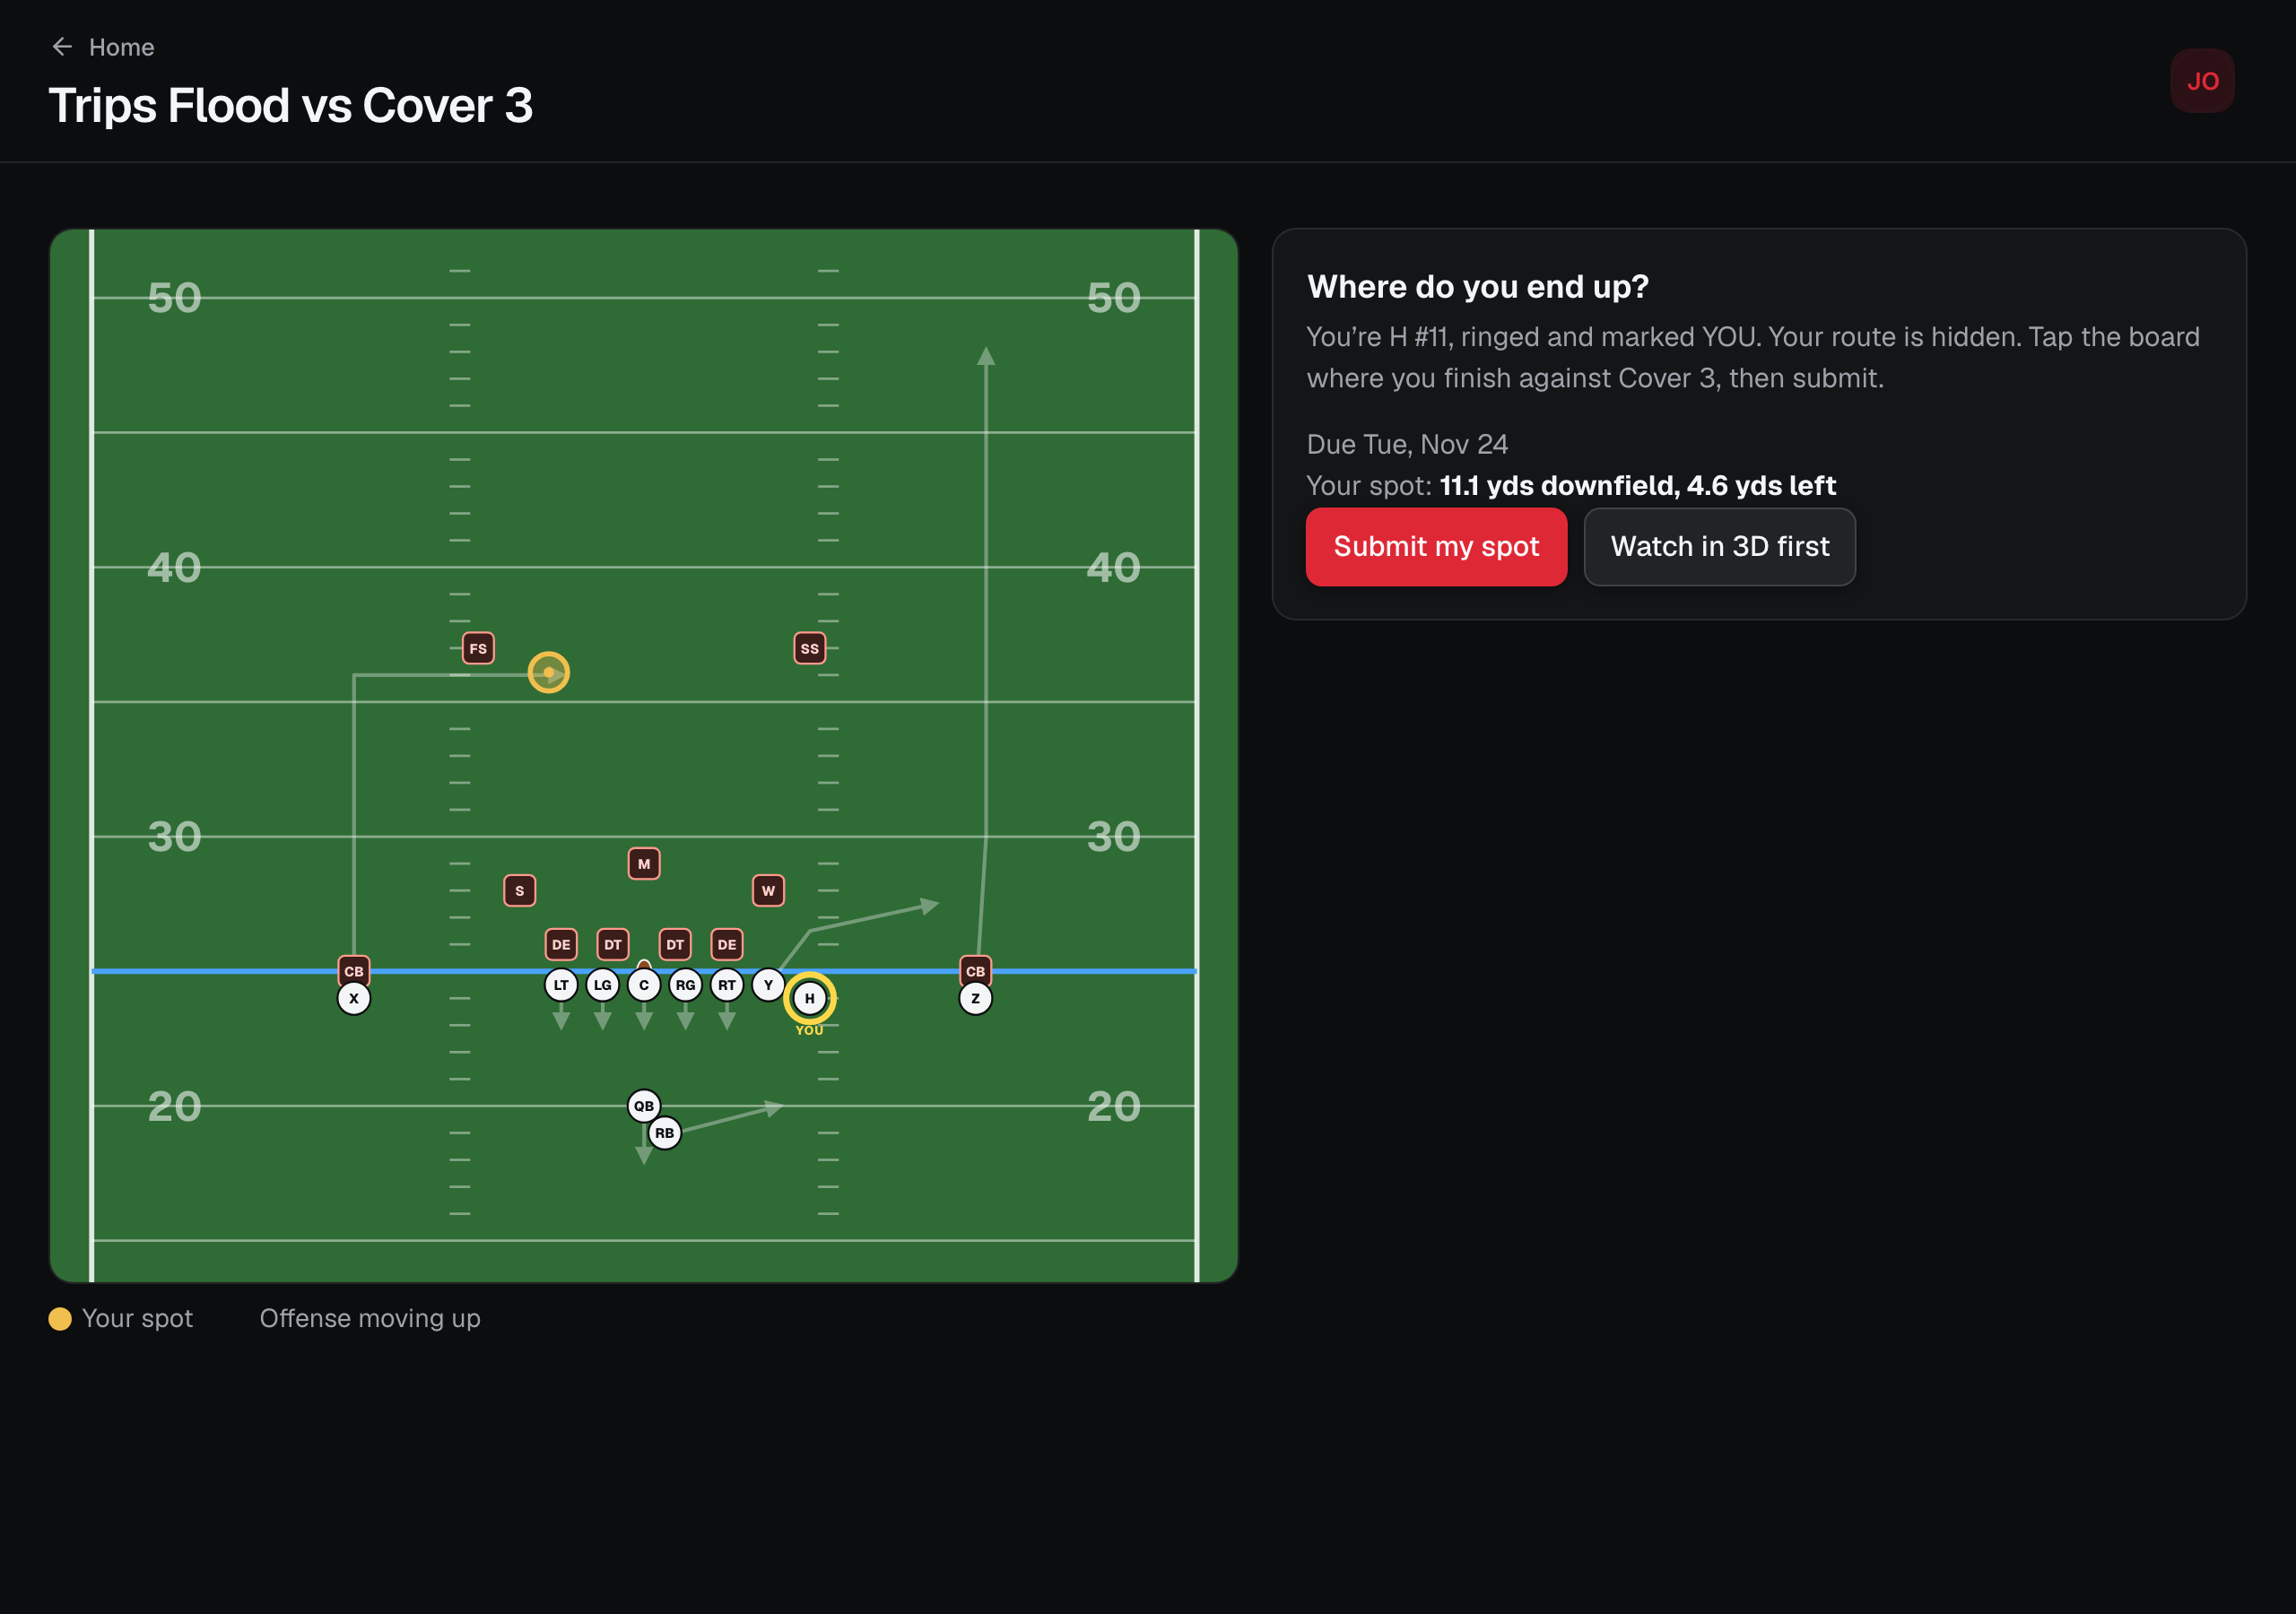 Home
Trips Flood vs Cover 3
JO
50 50
40 40
FS SS
30 30
M
S W
DE DT DT DE
CB CB
LT LG C RG RT Y
X H Z
YOU
20 QB 20
RB
Your spot Offense moving up
Where do you end up?
You’re H #11, ringed and marked YOU. Your route is hidden. Tap the board
where you finish against Cover 3, then submit.
Due Tue, Nov 24
Your spot: 11.1 yds downfield, 4.6 yds left
Submit my spot Watch in 3D first